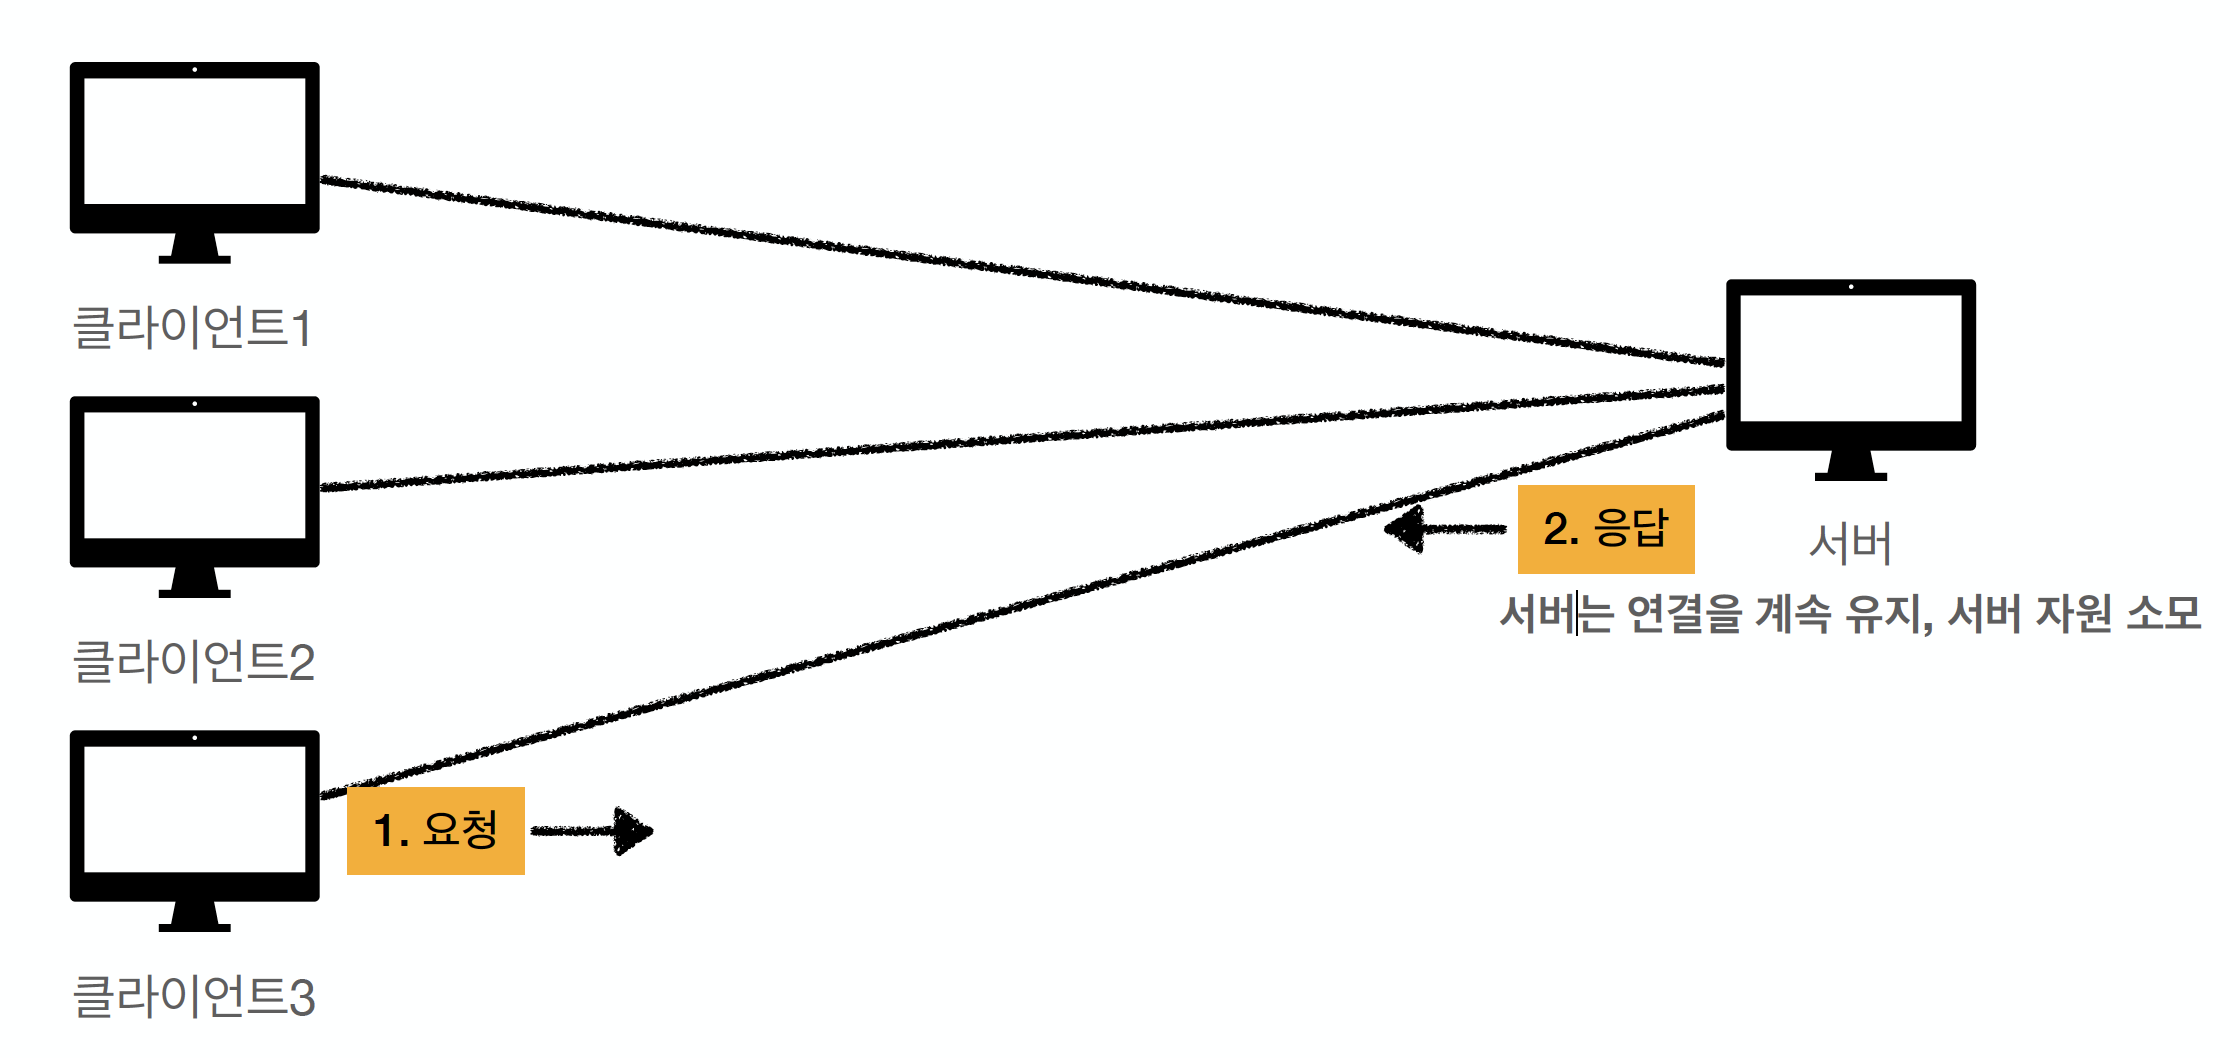 클라이언트1
클라이언트2
2. 응답
서버
서버는 연결을 계속 유지, 서버 자원 소모
1. 요청
클라이언트3